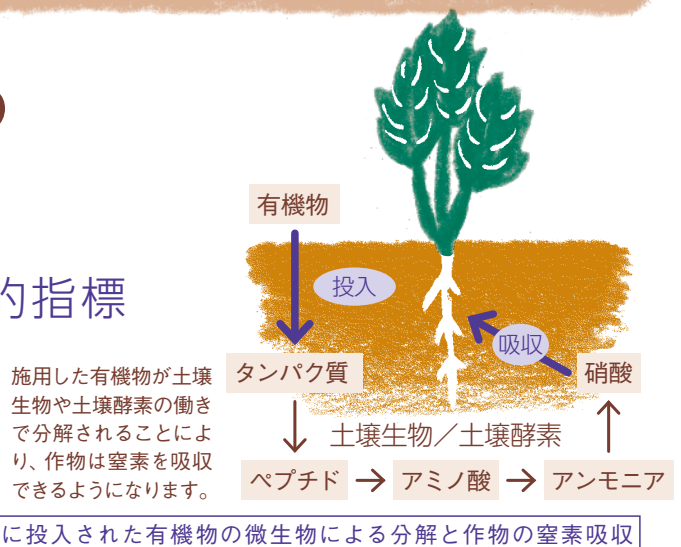 有機物
的指標
投入
吸収
施用した有機物が土壌
生物や土壌酵素の働き
で分解されることによ
り、作物は窒素を吸収
できるようになります。
タンパク質
硝酸
土壌生物／土壌酵素
ペプチド → アミノ酸 → アンモニア
に投入された有機物の微生物による分解と作物の窒素吸収